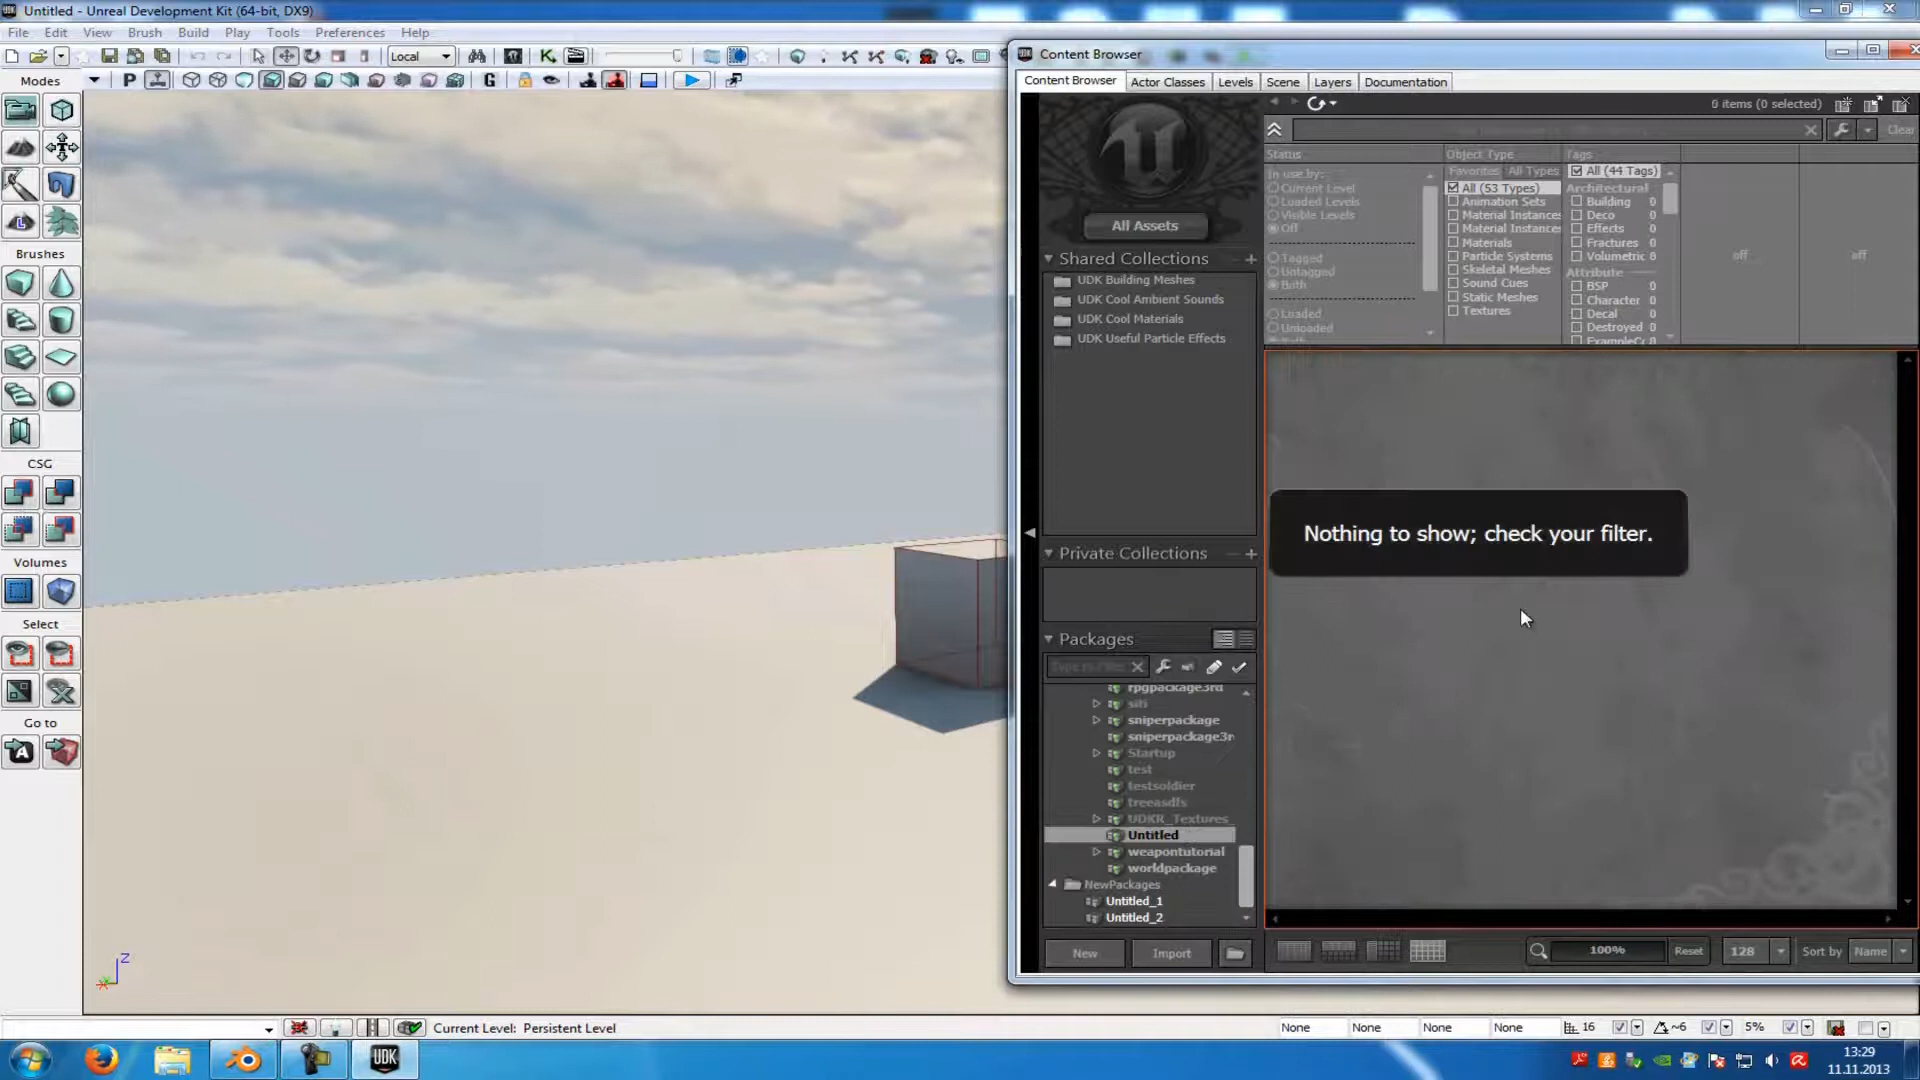 Untitled - Unreal Development Kit (64-bit, DX9)
File Edit View Brush Build Play Tools Preferences Help
Local
Modes
P
G
L
Brushes
CSG
Volumes
Select
Go to
A
Z
X
Content Browser
Content Browser Actor Classes Levels Scene Layers Documentation
0 items (0 selected)
Clear
Status
In use by:
Current Level
Loaded Levels
Visible Levels
Off
Tagged
Untagged
Both
Loaded
Unloaded
Object Type
Favorites All Types
All (53 Types)
Animation Sets
Material Instances
Material Instances
Materials
Particle Systems
Skeletal Meshes
Sound Cues
Static Meshes
Textures
Tags
All (44 Tags)
Architectural
Building 0
Deco 0
Effects 0
Fractures 0
Volumetric 0
Attribute
BSP 0
Character 0
Decal 0
Destroyed 0
off
off
All Assets
Shared Collections
UDK Building Meshes
UDK Cool Ambient Sounds
UDK Cool Materials
UDK Useful Particle Effects
Private Collections
Packages
rpgpackage3rd
sniperpackage
sniperpackage3r
Startup
test
testsoldier
treeasdfs
UDKR_Textures_
Untitled
weapontutorial
worldpackage
NewPackages
Untitled_1
Untitled_2
New Import
Nothing to show; check your filter.
100% Reset 128 Sort by Name
Current Level: Persistent Level
None None None None 16 ~6 5%
UDK
13:29
11.11.2013